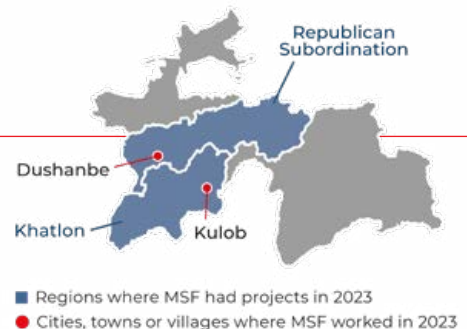 Republican
Subordination
Dushanbe
Khatlon
Kulob
Regions where MSF had projects in 2023
Cities, towns or villages where MSF worked in 2023